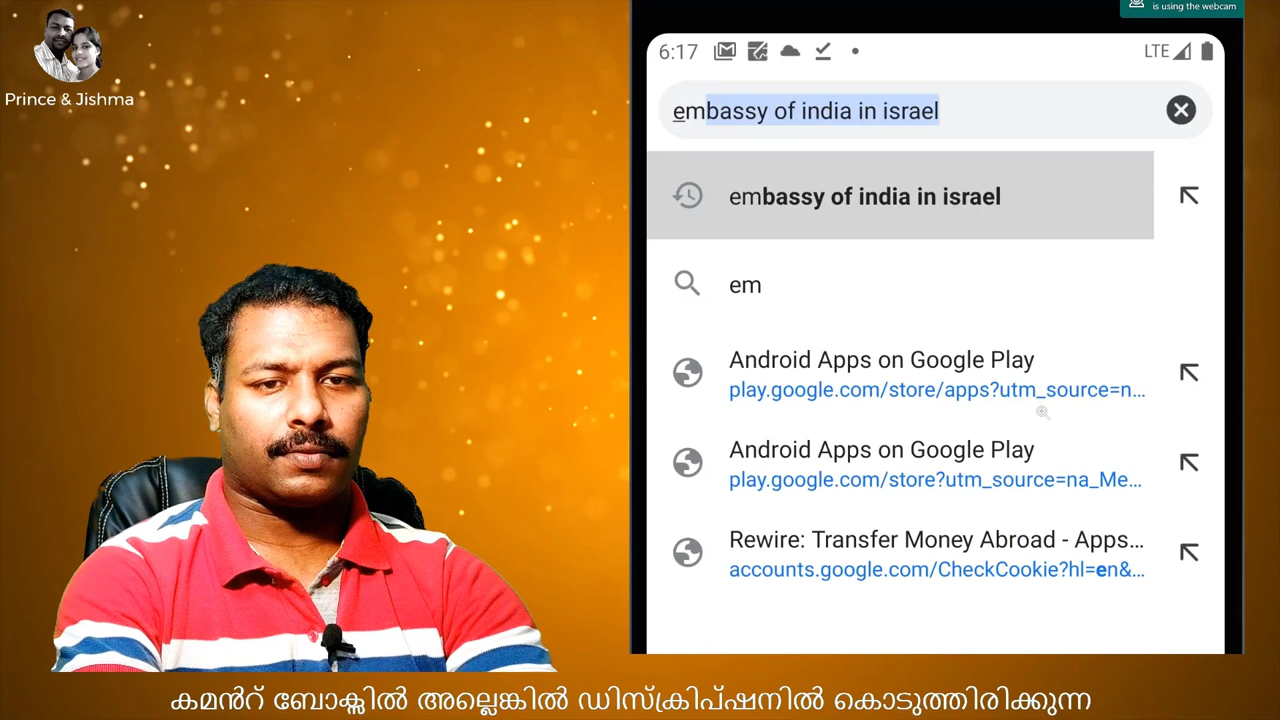 is using the webcam
Prince & Jishma
6:17
LTE
embassy of india in israel
embassy of india in israel
em
Android Apps on Google Play
play.google.com/store/apps?utm_source=n...
Android Apps on Google Play
play.google.com/store?utm_source=na_Me...
Rewire: Transfer Money Abroad - Apps...
accounts.google.com/CheckCookie?hl=en&...
കമൻറ് ബോക്സിൽ അല്ലെങ്കിൽ ഡിസ്ക്രിപ്ഷനിൽ കൊടുത്തിരിക്കുന്ന